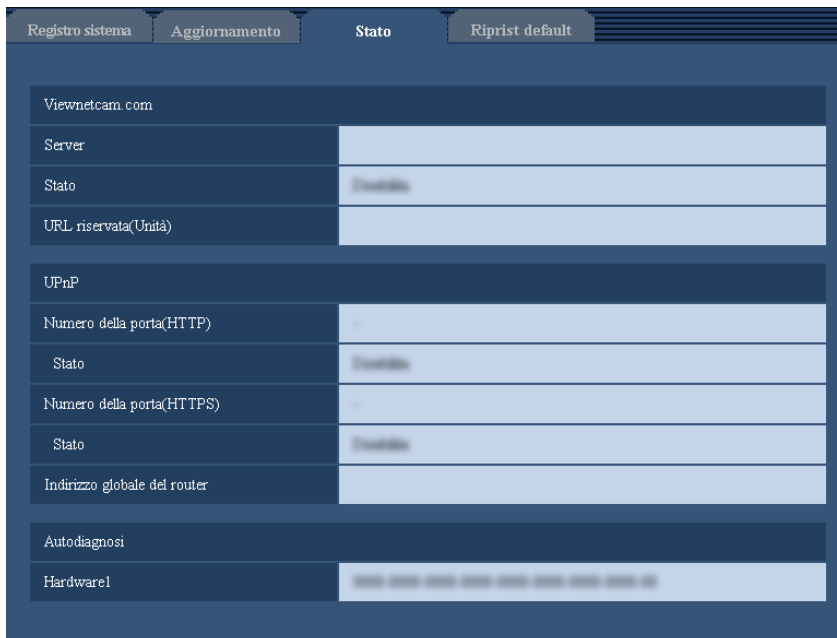 Registro sistema
Aggiornamento
Stato
Riprist default
Viewnetcam.com
Server
Stato
URL riservata(Unità)
UPnP
Numero della porta(HTTP)
-
Stato
Numero della porta(HTTPS)
-
Stato
Indirizzo globale del router
Autodiagnosi
Hardware1